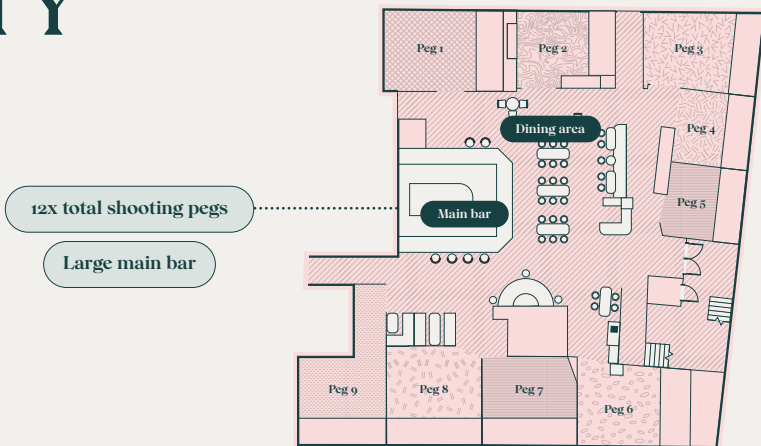 Peg 1
Peg 2
Peg 3
Dining area
Peg 4
12x total shooting pegs
Main bar
Peg 5
Large main bar
Peg 9
Peg 8
Peg 7
Peg 6